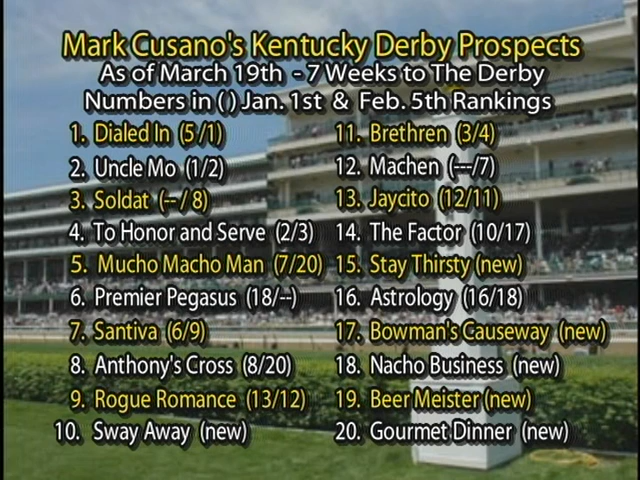 Mark Cusano's Kentucky Derby Prospects
As of March 19th - 7 Weeks to The Derby
Numbers in ( ) Jan. 1st & Feb. 5th Rankings
1. Dialed In (5 /1)
2. Uncle Mo (1/2)
3. Soldat (-- / 8)
4. To Honor and Serve (2/3)
5. Mucho Macho Man (7/20)
6. Premier Pegasus (18/--)
7. Santiva (6/9)
8. Anthony's Cross (8/20)
9. Rogue Romance (13/12)
10. Sway Away (new)
11. Brethren (3/4)
12. Machen (---/7)
13. Jaycito (12/11)
14. The Factor (10/17)
15. Stay Thirsty (new)
16. Astrology (16/18)
17. Bowman's Causeway (new)
18. Nacho Business (new)
19. Beer Meister (new)
20. Gourmet Dinner (new)